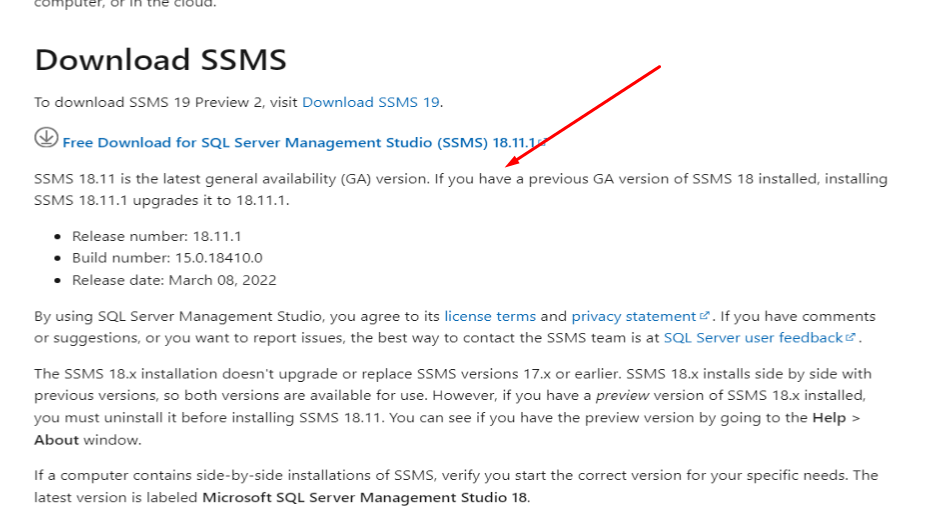 computer, or in the cloud.
Download SSMS
To download SSMS 19 Preview 2, visit Download SSMS 19.
Free Download for SQL Server Management Studio (SSMS) 18.11.1
SSMS 18.11 is the latest general availability (GA) version. If you have a previous GA version of SSMS 18 installed, installing
SSMS 18.11.1 upgrades it to 18.11.1.
• Release number: 18.11.1
• Build number: 15.0.18410.0
• Release date: March 08, 2022
By using SQL Server Management Studio, you agree to its license terms and privacy statement. If you have comments
or suggestions, or you want to report issues, the best way to contact the SSMS team is at SQL Server user feedback.
The SSMS 18.x installation doesn't upgrade or replace SSMS versions 17.x or earlier. SSMS 18.x installs side by side with
previous versions, so both versions are available for use. However, if you have a preview version of SSMS 18.x installed,
you must uninstall it before installing SSMS 18.11. You can see if you have the preview version by going to the Help >
About window.
If a computer contains side-by-side installations of SSMS, verify you start the correct version for your specific needs. The
latest version is labeled Microsoft SQL Server Management Studio 18.